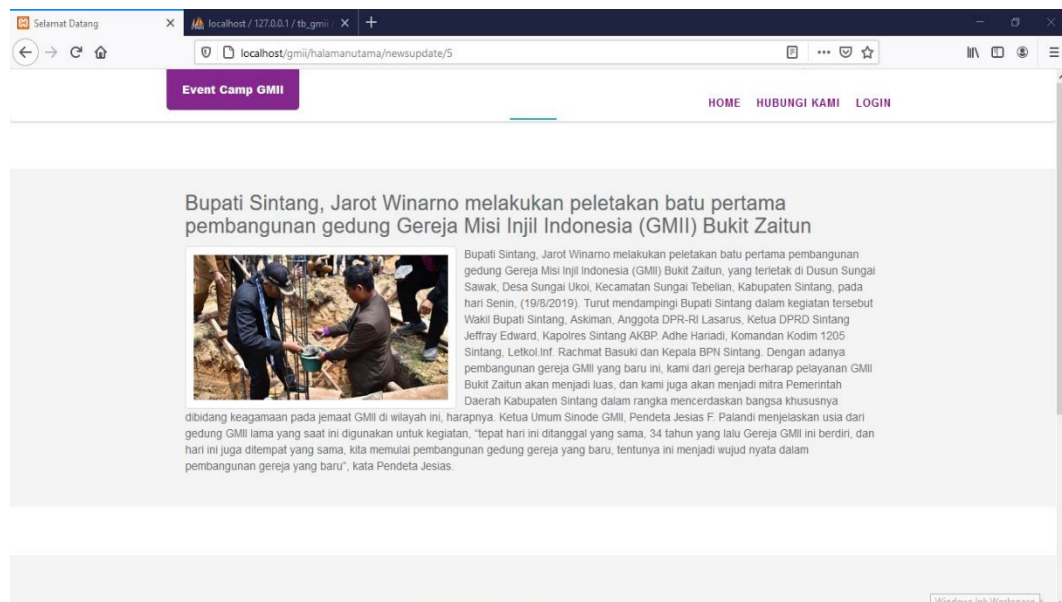 Selamat Datang
localhost / 127.0.0.1 / tb_gmii /
localhost/gmii/halamanutama/newsupdate/5
Event Camp GMII
HOME HUBUNGI KAMI LOGIN
Bupati Sintang, Jarot Winarno melakukan peletakan batu pertama
pembangunan gedung Gereja Misi Injil Indonesia (GMII) Bukit Zaitun
Bupati Sintang, Jarot Winarno melakukan peletakan batu pertama pembangunan
gedung Gereja Misi Injil Indonesia (GMII) Bukit Zaitun, yang terletak di Dusun Sungai
Sawak, Desa Sungai Ukoi, Kecamatan Sungai Tebelian, Kabupaten Sintang, pada
hari Senin, (19/8/2019). Turut mendampingi Bupati Sintang dalam kegiatan tersebut
Wakil Bupati Sintang, Askiman, Anggota DPR-RI Lasarus, Ketua DPRD Sintang
Jeffray Edward, Kapolres Sintang AKBP. Adhe Hariadi, Komandan Kodim 1205
Sintang, Letkol.Inf. Rachmat Basuki dan Kepala BPN Sintang. Dengan adanya
pembangunan gereja GMII yang baru ini, kami dari gereja berharap pelayanan GMII
Bukit Zaitun akan menjadi luas, dan kami juga akan menjadi mitra Pemerintah
Daerah Kabupaten Sintang dalam rangka mencerdaskan bangsa khususnya
dibidang keagamaan pada jemaat GMII di wilayah ini, harapnya. Ketua Umum Sinode GMII, Pendeta Jesias F. Palandi menjelaskan usia dari
gedung GMII lama yang saat ini digunakan untuk kegiatan, "tepat hari ini ditanggal yang sama, 34 tahun yang lalu Gereja GMII ini berdiri, dan
hari ini juga ditempat yang sama, kita memulai pembangunan gedung gereja yang baru, tentunya ini menjadi wujud nyata dalam
pembangunan gereja yang baru", kata Pendeta Jesias.
Windows Ink Workspace